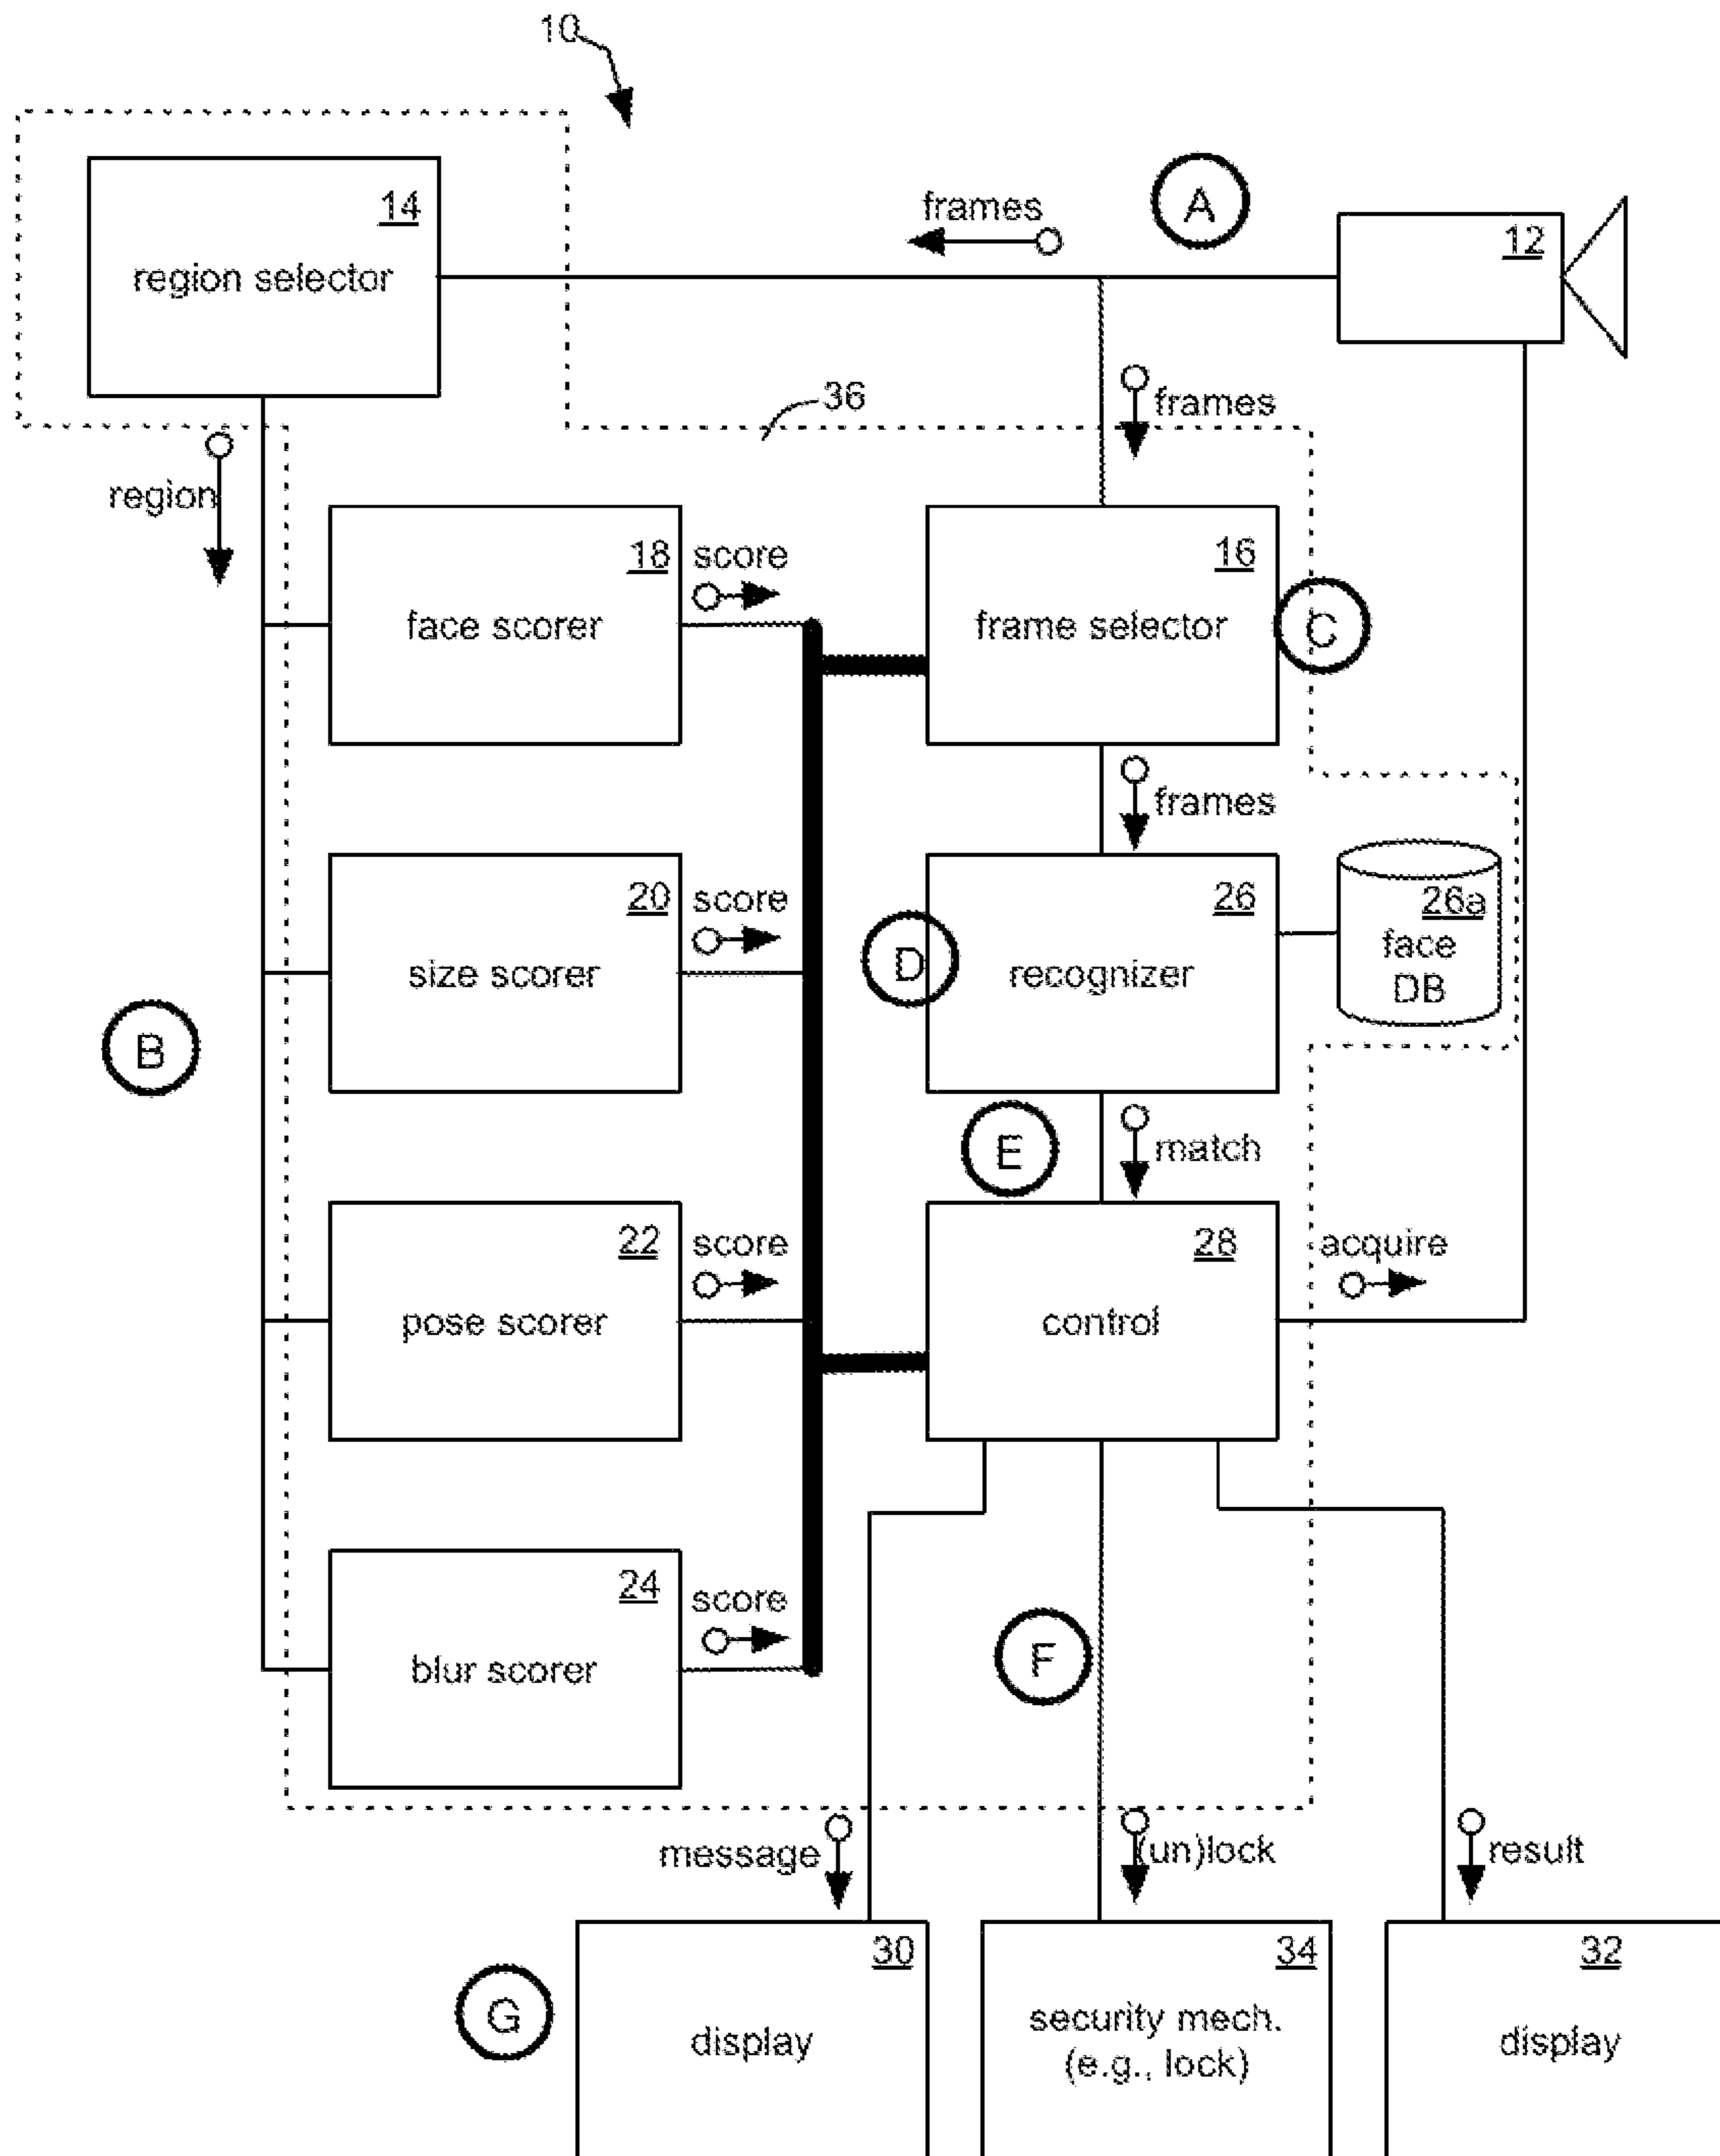 10
A
frames
14
region selector
12
36
frames
region
18
score
face scorer
16
frame selector
C
frames
20
score
size scorer
26
D
recognizer
26a
face
DB
B
E
match
22
score
pose scorer
28
control
acquire
24
score
blur scorer
F
message
(un)lock
result
30
display
G
34
security mech.
(e.g., lock)
32
display